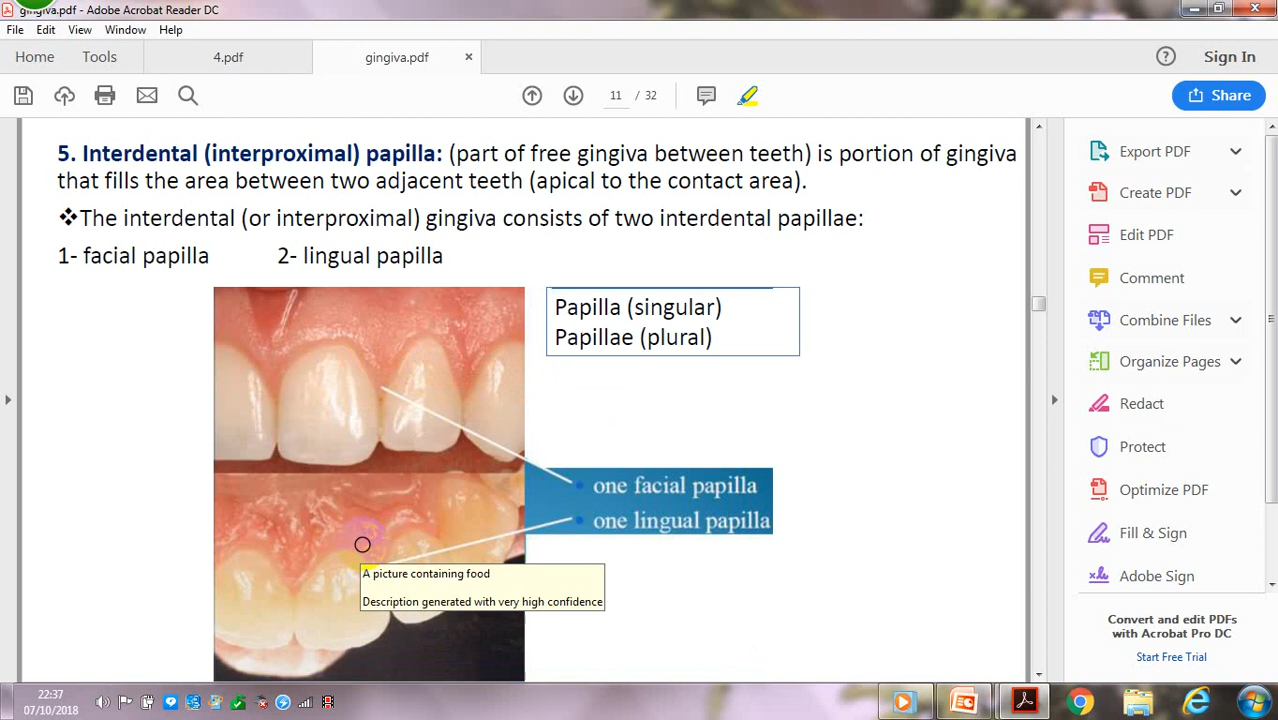 gingiva.pdf - Adobe Acrobat Reader DC
File Edit View Window Help
Home Tools 4.pdf gingiva.pdf × Sign In
11 / 32 Share
5. Interdental (interproximal) papilla: (part of free gingiva between teeth) is portion of gingiva
that fills the area between two adjacent teeth (apical to the contact area).
❖The interdental (or interproximal) gingiva consists of two interdental papillae:
1- facial papilla 2- lingual papilla
Papilla (singular)
Papillae (plural)
• one facial papilla
• one lingual papilla
A picture containing food
Description generated with very high confidence
Export PDF
Create PDF
Edit PDF
Comment
Combine Files
Organize Pages
Redact
Protect
Optimize PDF
Fill & Sign
Adobe Sign
Convert and edit PDFs
with Acrobat Pro DC
Start Free Trial
22:37
07/10/2018